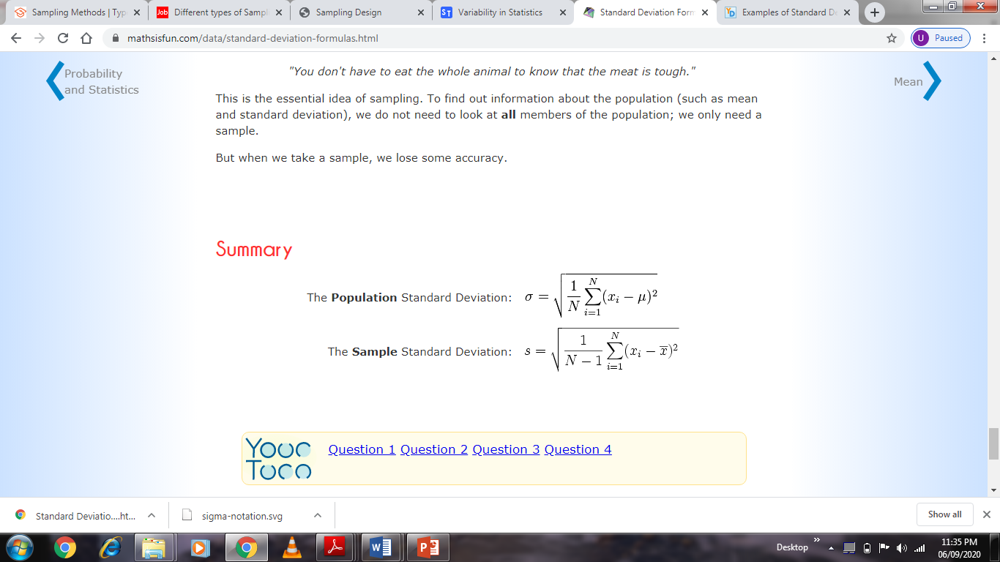 Sampling Methods | Typ
Different types of Sampl
Sampling Design
Variability in Statistics
Standard Deviation Form
Examples of Standard De
mathsisfun.com/data/standard-deviation-formulas.html
U Paused
Probability
and Statistics
Mean
"You don't have to eat the whole animal to know that the meat is tough."
This is the essential idea of sampling. To find out information about the population (such as mean
and standard deviation), we do not need to look at all members of the population; we only need a
sample.
But when we take a sample, we lose some accuracy.
Summary
The Population Standard Deviation: σ = √(1/N ∑_{i=1}^{N} (x_i − μ)²)
The Sample Standard Deviation: s = √(1/(N − 1) ∑_{i=1}^{N} (x_i − x̅)²)
Question 1 Question 2 Question 3 Question 4
Standard Deviatio....ht...
sigma-notation.svg
Show all
Desktop
11:35 PM
06/09/2020